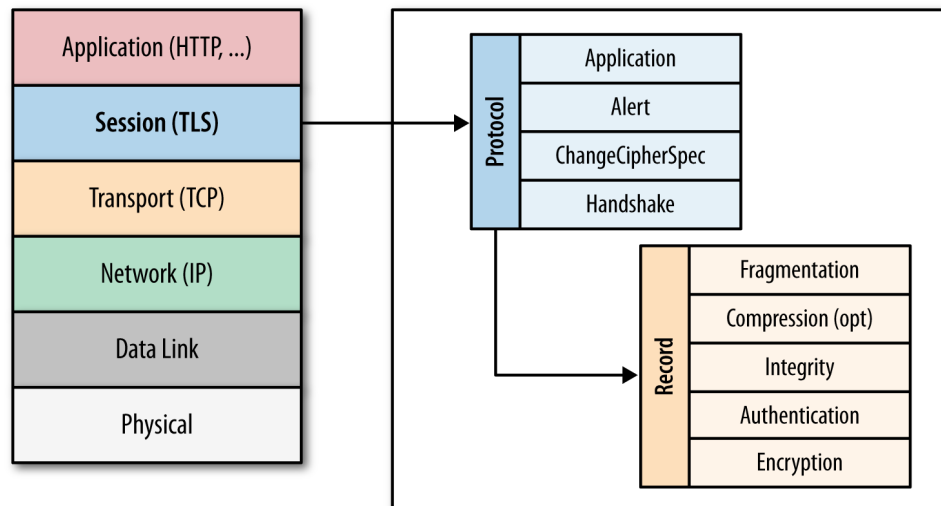 Application (HTTP, ...)
Session (TLS)
Transport (TCP)
Network (IP)
Data Link
Physical
Protocol
Application
Alert
ChangeCipherSpec
Handshake
Record
Fragmentation
Compression (opt)
Integrity
Authentication
Encryption